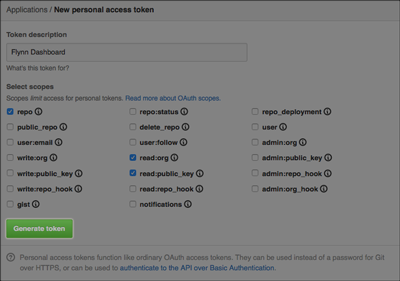 Applications / New personal access token
Token description
Flynn Dashboard
What's this token for?
Select scopes
Scopes limit access for personal tokens. Read more about OAuth scopes.
repo repo:status repo_deployment
public_repo delete_repo user
user:email user:follow admin:org
write:org read:org admin:public_key
write:public_key read:public_key admin:repo_hook
write:repo_hook read:repo_hook admin:org_hook
gist notifications
Generate token
Personal access tokens function like ordinary OAuth access tokens. They can be used instead of a password for Git
over HTTPS, or can be used to authenticate to the API over Basic Authentication.